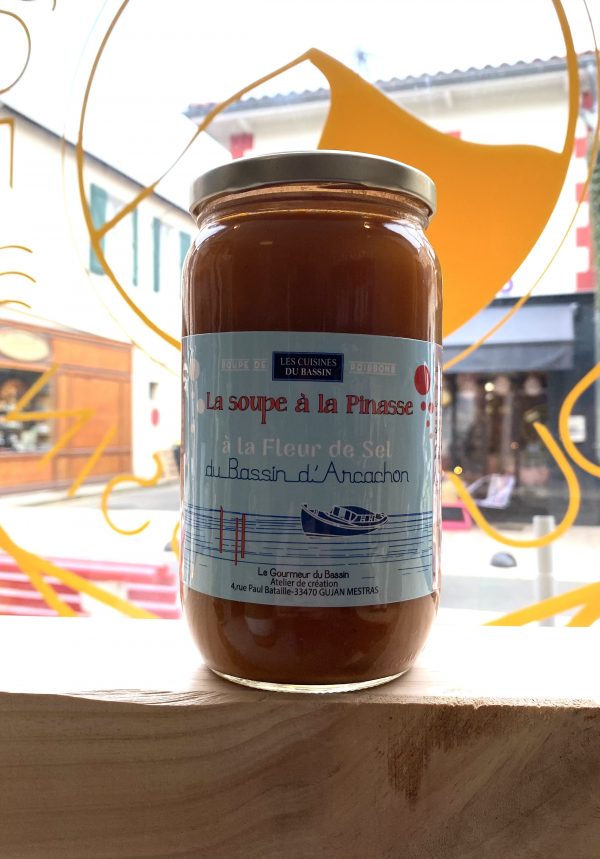 SOUPE DE LES CUISINES POISSONS
DU BASSIN
La soupe à la Pinasse
à la Fleur de Sel
du Bassin d'Arcachon
Le Gourmeur du Bassin
Atelier de création
4,rue Paul Bataille-33470 GUJAN MESTRAS